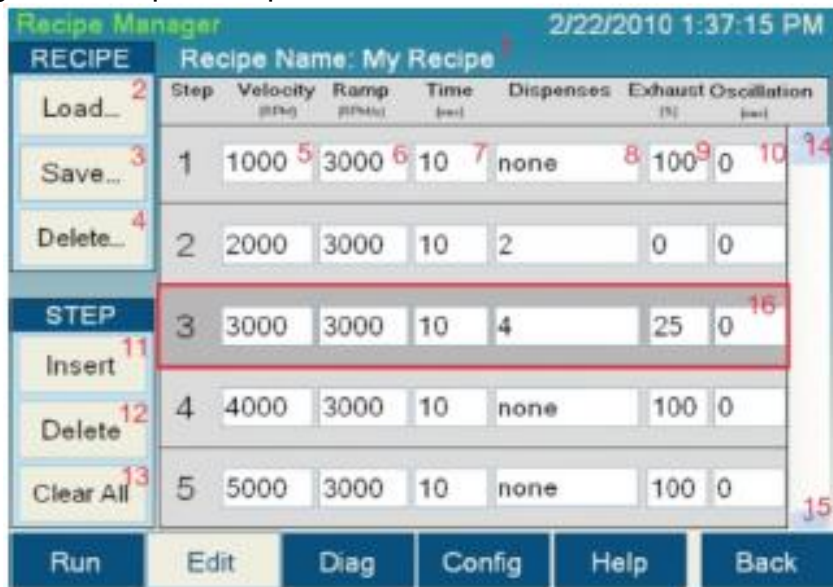 Recipe Manager 2/22/2010 1:37:15 PM
RECIPE Recipe Name: My Recipe 1
Step Velocity Ramp Time Dispenses Exhaust Oscillation
[RPM] [RPM/s] [sec] [%] [sec]
Load... 2
1 1000 5 3000 6 10 7 none 8 100 9 0 10 14
Save... 3
Delete... 4
2 2000 3000 10 2 0 0
STEP
3 3000 3000 10 4 25 0 16
Insert 11
4 4000 3000 10 none 100 0
Delete 12
Clear All 13
5 5000 3000 10 none 100 0
15
Run Edit Diag Config Help Back